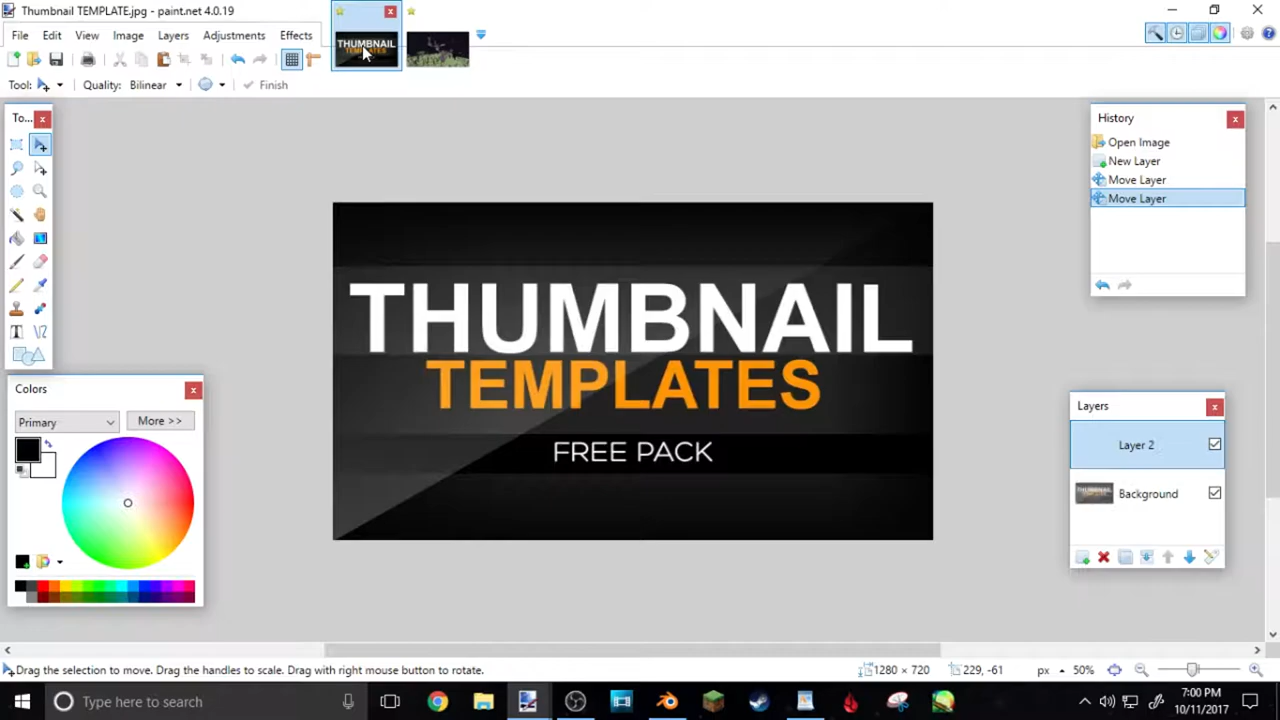 Thumbnail TEMPLATE.jpg - paint.net 4.0.19
File Edit View Image Layers Adjustments Effects
THUMBNAIL
TEMPLATES
Tool: Quality: Bilinear Finish
To...
History
Open Image
New Layer
Move Layer
Move Layer
THUMBNAIL
TEMPLATES
FREE PACK
Colors
Primary
More >>
Layers
Layer 2
Background
Drag the selection to move. Drag the handles to scale. Drag with right mouse button to rotate.
1280 × 720
229, -61
px
50%
Type here to search
7:00 PM
10/11/2017